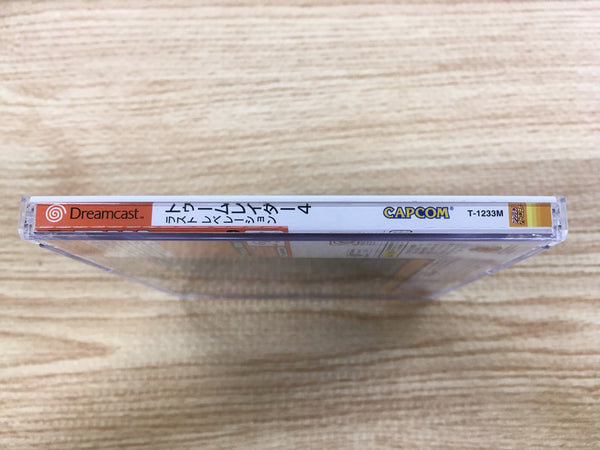 Dreamcast™
トゥームレイダー4
ラスト レベレーション
CAPCOM®
T-1233M